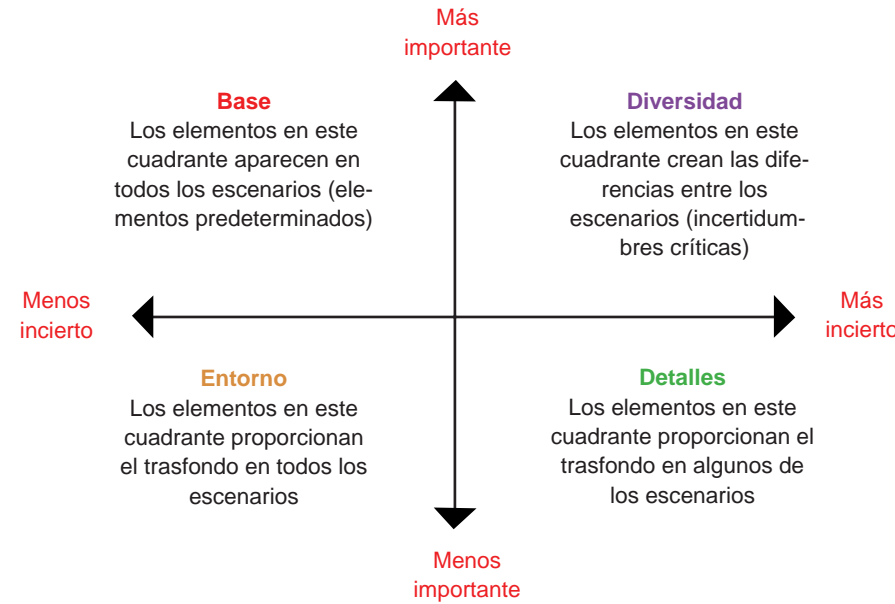 Más
importante
Base
Los elementos en este
cuadrante aparecen en
todos los escenarios (ele-
mentos predeterminados)
Diversidad
Los elementos en este
cuadrante crean las dife-
rencias entre los
escenarios (incertidum-
bres críticas)
Menos
incierto
Más
incierto
Entorno
Los elementos en este
cuadrante proporcionan
el trasfondo en todos los
escenarios
Detalles
Los elementos en este
cuadrante proporcionan el
trasfondo en algunos de
los escenarios
Menos
importante